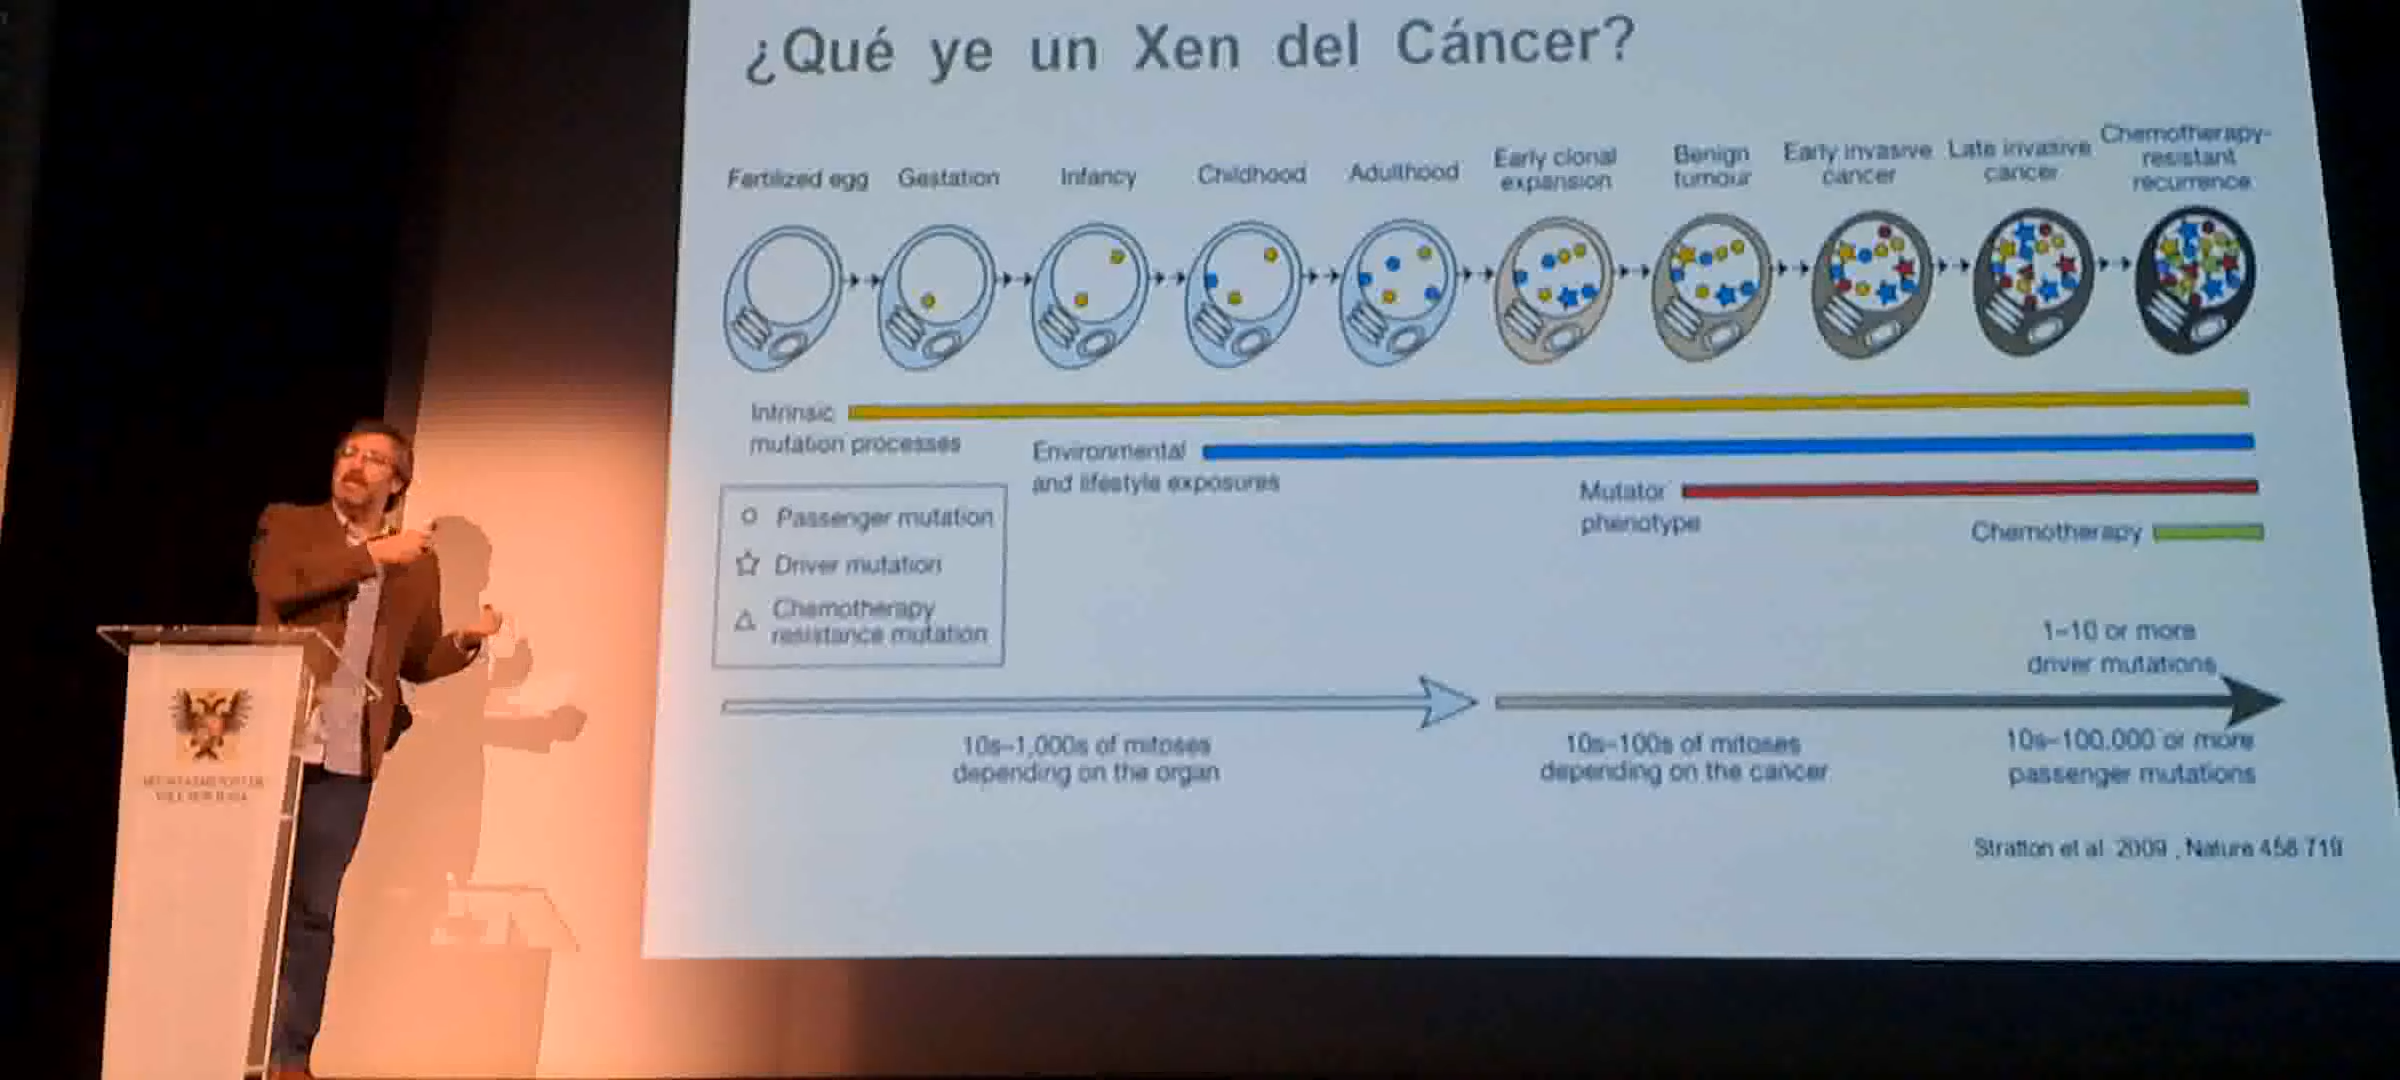 ¿Qué ye un Xen del Cáncer?
Fertilized egg
Gestation
Infancy
Childhood
Adulthood
Early clonal
expansion
Benign
tumour
Early invasive
cancer
Late invasive
cancer
Chemotherapy-
resistant
recurrence
Intrinsic
mutation processes
Environmental
and lifestyle exposures
Mutator
phenotype
Chemotherapy
Passenger mutation
Driver mutation
Chemotherapy
resistance mutation
1–10 or more
driver mutations
10s–1,000s of mitoses
depending on the organ
10s–100s of mitoses
depending on the cancer
10s–100,000 or more
passenger mutations
Stratton et al 2009 , Nature 458 719